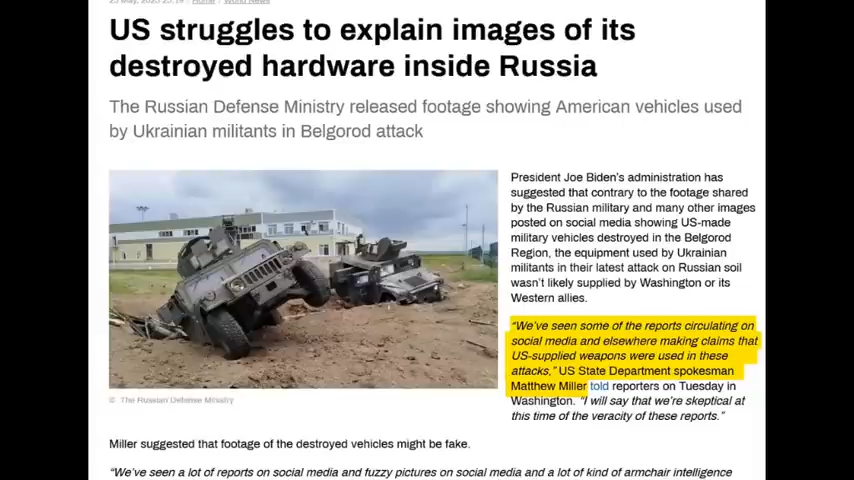 23 May, 2023 23:19 / Home / World News
US struggles to explain images of its
destroyed hardware inside Russia
The Russian Defense Ministry released footage showing American vehicles used
by Ukrainian militants in Belgorod attack
President Joe Biden's administration has
suggested that contrary to the footage shared
by the Russian military and many other images
posted on social media showing US-made
military vehicles destroyed in the Belgorod
Region, the equipment used by Ukrainian
militants in their latest attack on Russian soil
wasn't likely supplied by Washington or its
Western allies.
“We've seen some of the reports circulating on
social media and elsewhere making claims that
US-supplied weapons were used in these
attacks,” US State Department spokesman
Matthew Miller told reporters on Tuesday in
Washington. “I will say that we're skeptical at
this time of the veracity of these reports.”
© The Russian Defense Ministry
Miller suggested that footage of the destroyed vehicles might be fake.
“We've seen a lot of reports on social media and fuzzy pictures on social media and a lot of kind of armchair intelligence